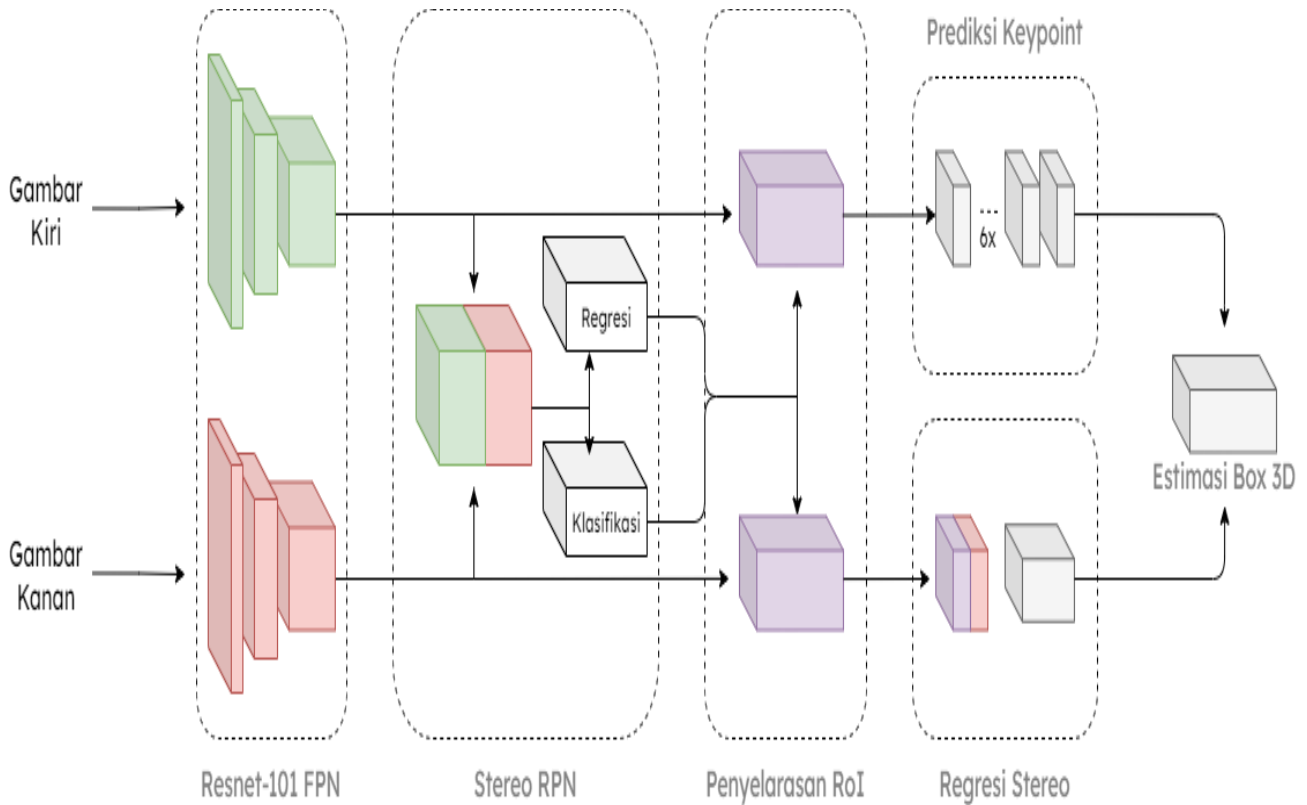 Prediksi Keypoint
Gambar
Kiri
6x
Regresi
Klasifikasi
Estimasi Box 3D
Gambar
Kanan
Resnet-101 FPN
Stereo RPN
Penyelarasan RoI
Regresi Stereo